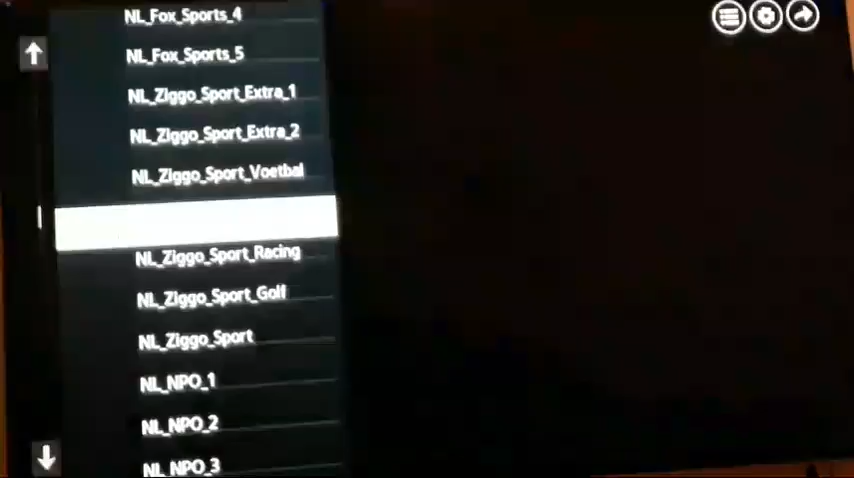 NL_Fox_Sports_4
NL_Fox_Sports_5
NL_Ziggo_Sport_Extra_1
NL_Ziggo_Sport_Extra_2
NL_Ziggo_Sport_Voetbal
NL_Ziggo_Sport_Racing
NL_Ziggo_Sport_Golf
NL_Ziggo_Sport
NL_NPO_1
NL_NPO_2
NL_NPO_3